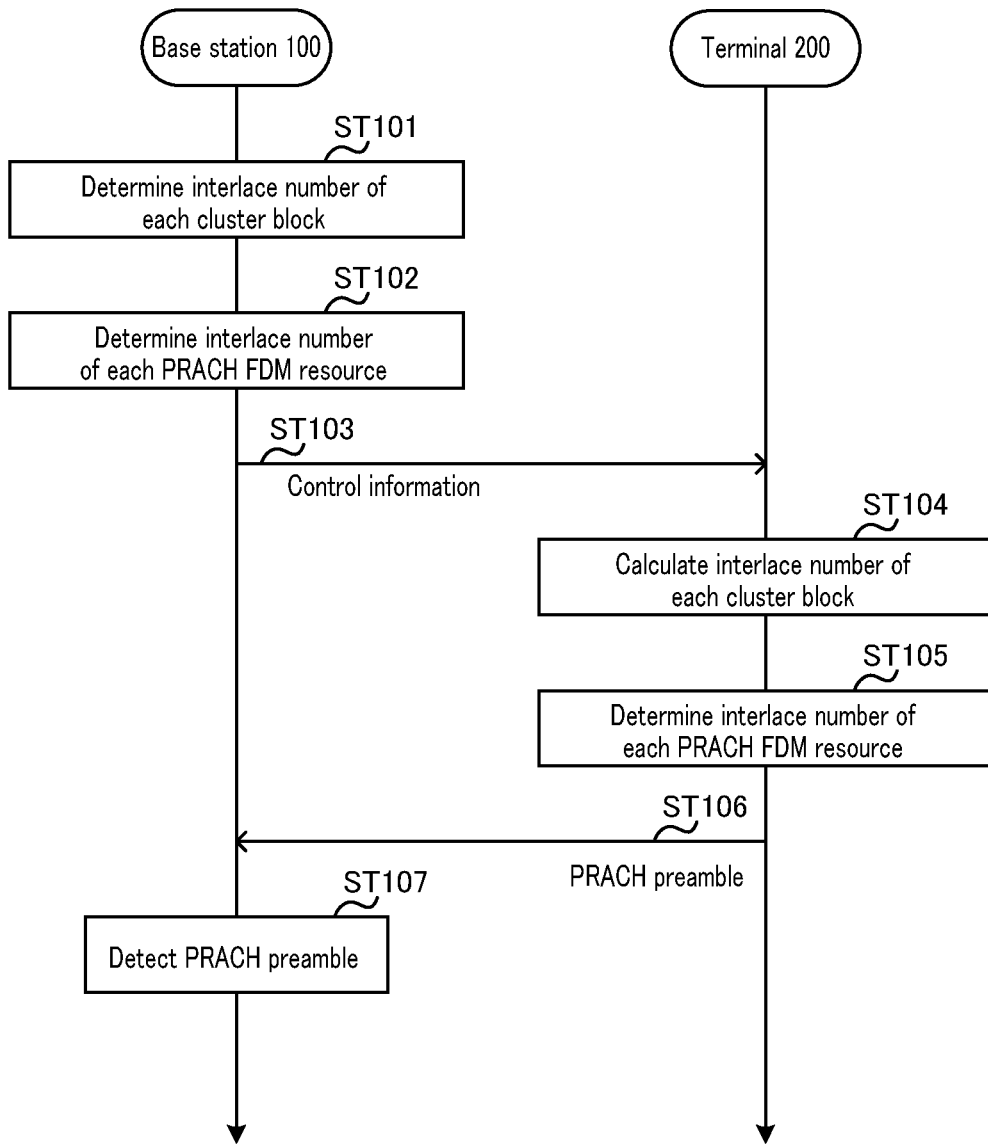 Base station 100
Terminal 200
ST101
Determine interlace number of
each cluster block
ST102
Determine interlace number
of each PRACH FDM resource
ST103
Control information
ST104
Calculate interlace number of
each cluster block
ST105
Determine interlace number of
each PRACH FDM resource
ST106
PRACH preamble
ST107
Detect PRACH preamble